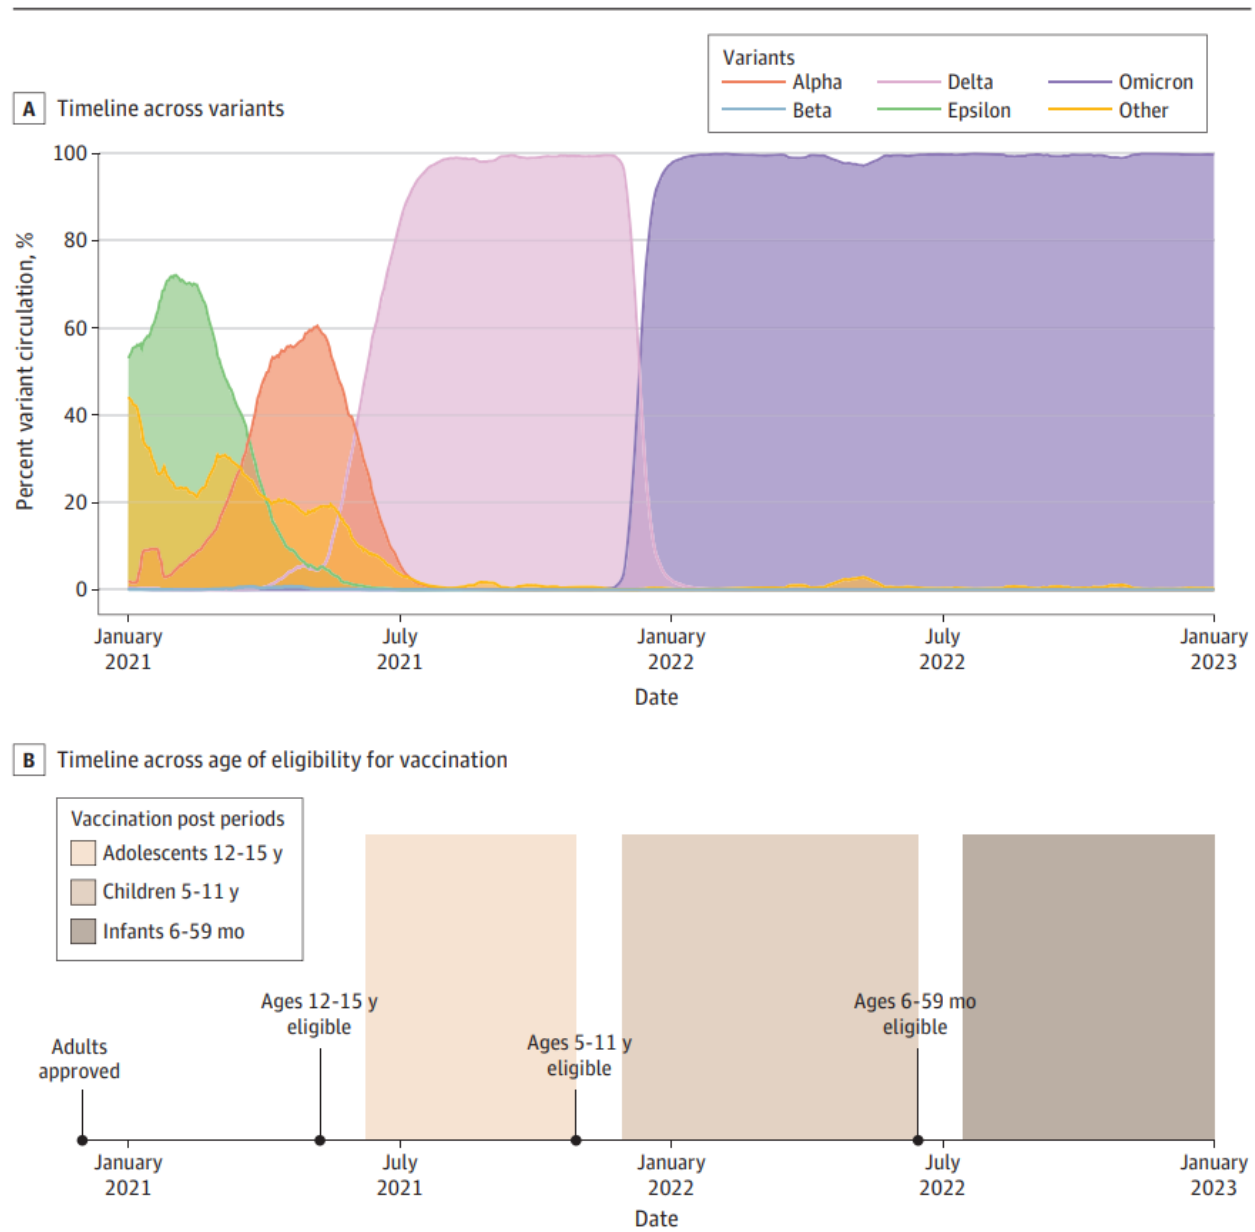 Variants
Alpha Delta Omicron
Beta Epsilon Other
A Timeline across variants
Percent variant circulation, %
100
80
60
40
20
0
January 2021
July 2021
January 2022
July 2022
January 2023
Date
B Timeline across age of eligibility for vaccination
Vaccination post periods
Adolescents 12-15 y
Children 5-11 y
Infants 6-59 mo
Adults
approved
Ages 12-15 y
eligible
Ages 5-11 y
eligible
Ages 6-59 mo
eligible
January 2021
July 2021
January 2022
July 2022
January 2023
Date